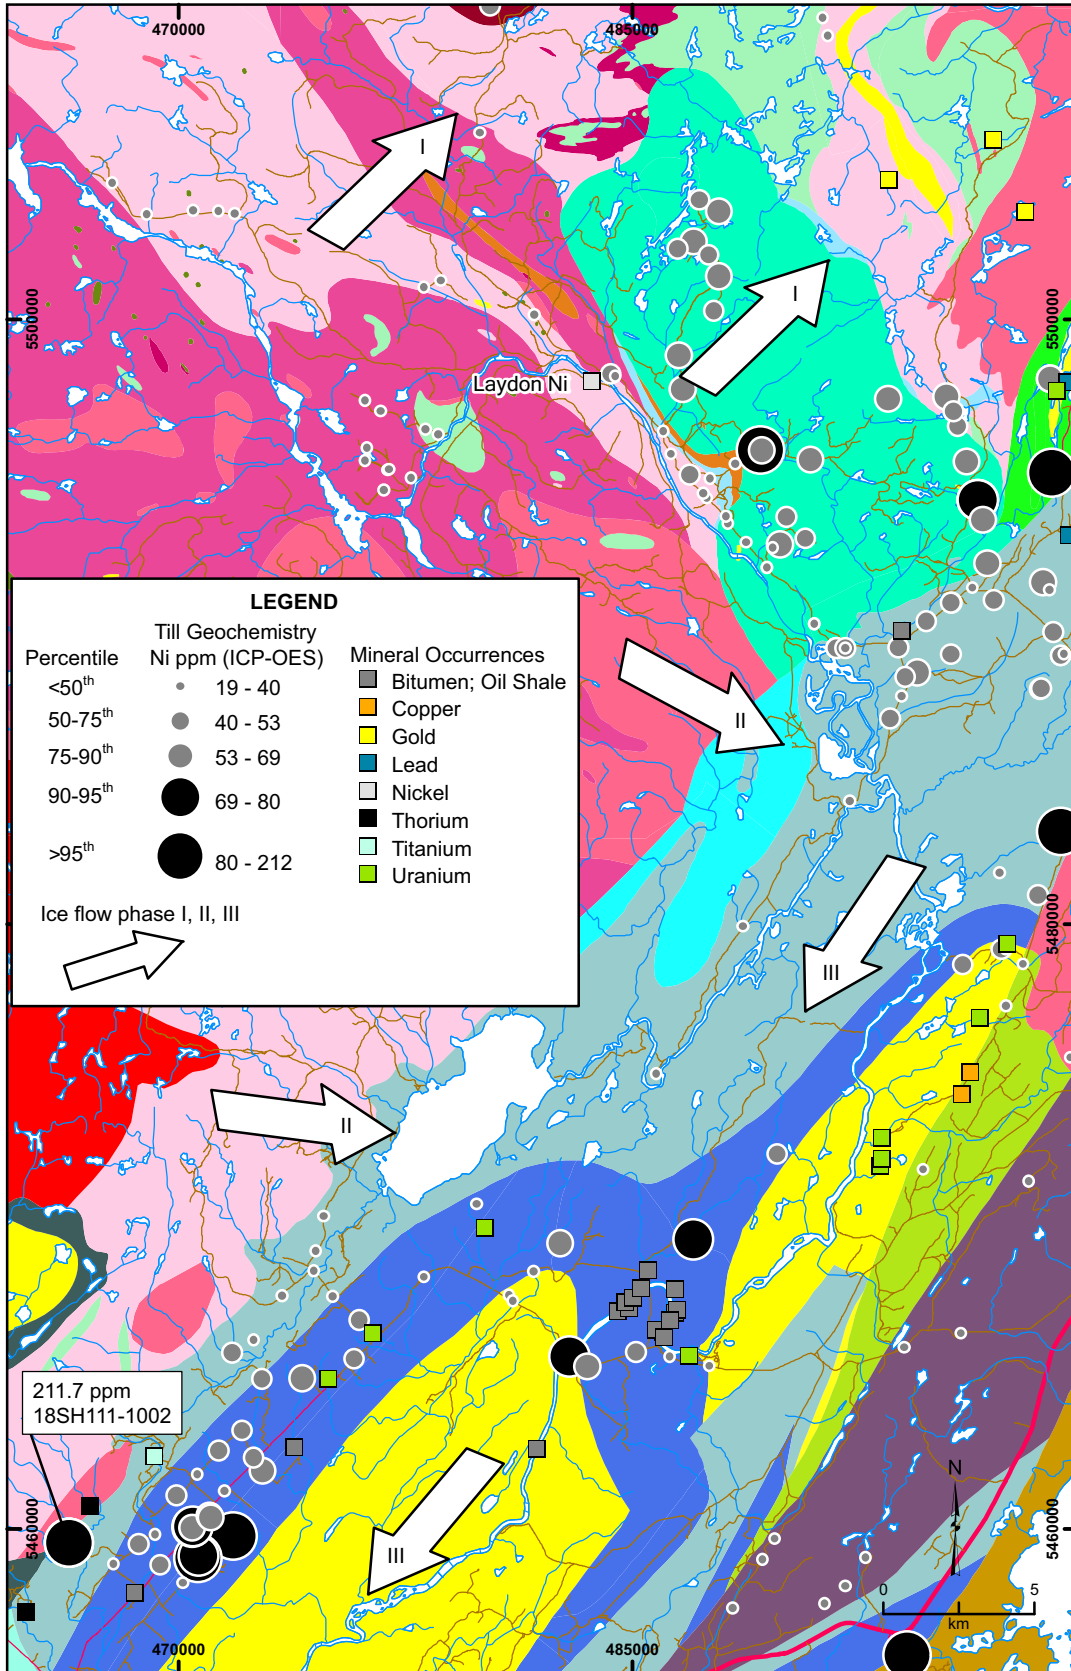 470000
485000
I
I
5500000
5500000
Laydon Ni
LEGEND
Till Geochemistry
Percentile
Ni ppm (ICP-OES)
Mineral Occurrences
<50th
19 - 40
Bitumen; Oil Shale
50-75th
40 - 53
Copper
75-90th
53 - 69
Gold
Lead
90-95th
69 - 80
Nickel
Thorium
Titanium
>95th
80 - 212
Uranium
Ice flow phase I, II, III
II
III
5480000
II
211.7 ppm
18SH111-1002
N
III
5460000
5460000
0
5
km
470000
485000